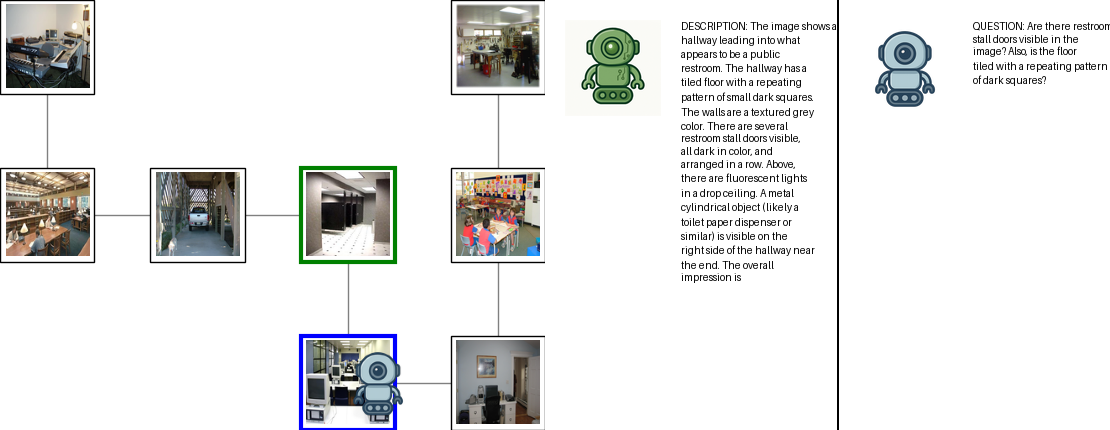 DESCRIPTION: The image shows a
hallway leading into what
appears to be a public
restroom. The hallway has a
tiled floor with a repeating
pattern of small dark squares.
The walls are a textured grey
color. There are several
restroom stall doors visible,
all dark in color, and
arranged in a row. Above,
there are fluorescent lights
in a drop ceiling. A metal
cylindrical object (likely a
toilet paper dispenser or
similar) is visible on the
right side of the hallway near
the end. The overall
impression is
QUESTION: Are there restroom
stall doors visible in the
image? Also, is the floor
tiled with a repeating pattern
of dark squares?